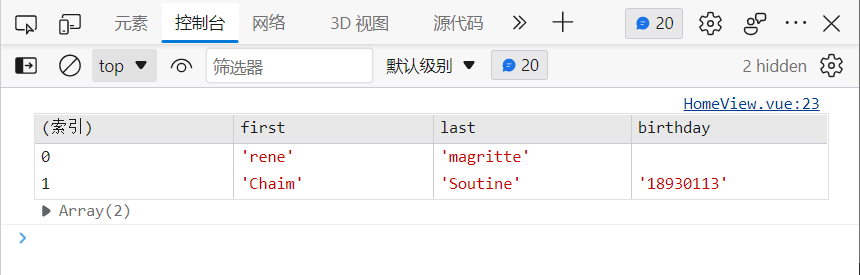 元素 控制台 网络 3D 视图 源代码 20
top 筛选器 默认级别 20 2 hidden
HomeView.vue:23
(索引) first last birthday
0 'rene' 'magritte'
1 'Chaim' 'Soutine' '18930113'
Array(2)